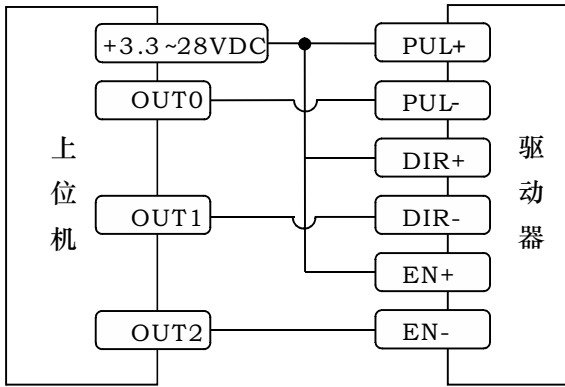 +3.3~28VDC
PUL+
OUT0
PUL-
上位机
DIR+
驱动器
OUT1
DIR-
EN+
OUT2
EN-